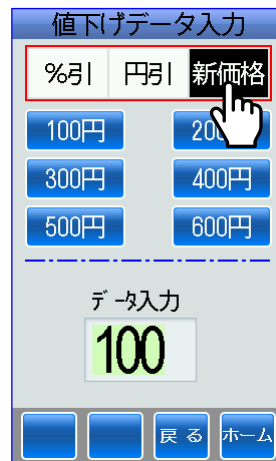 値下げデータ入力
%引 円引 新価格
100円 20
300円 400円
500円 600円
データ入力
100
戻る ホーム